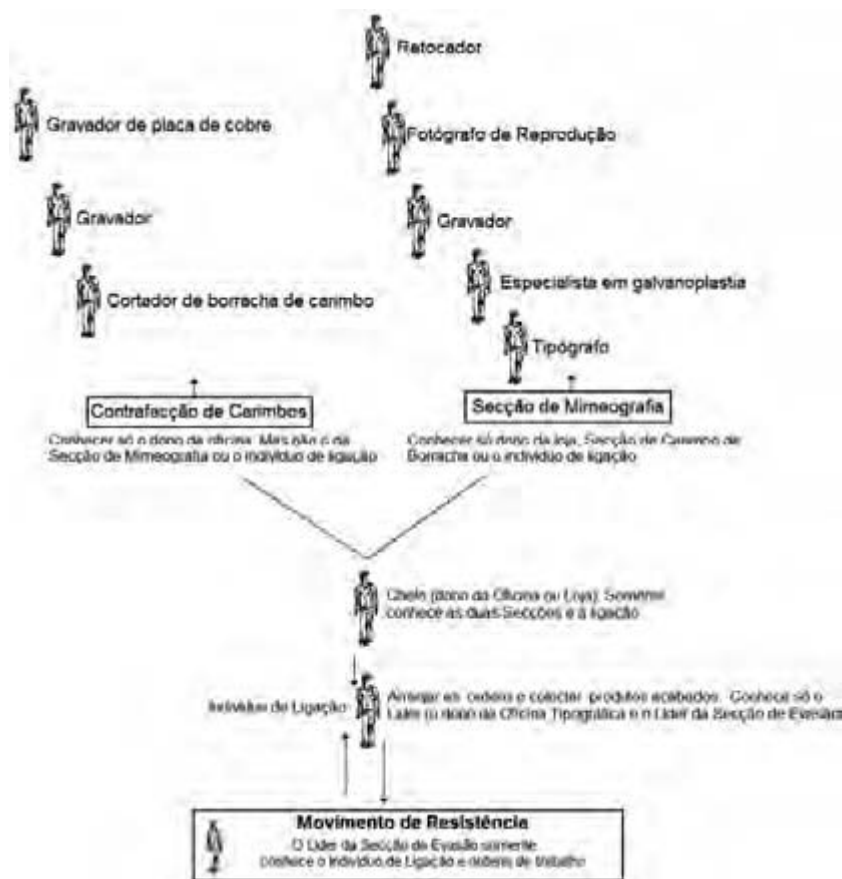 Retocador
Gravador de placa de cobre
Fotógrafo de Reprodução
Gravador
Gravador
Cortador de borracha de carimbo
Especialista em galvanoplastia
Tipógrafo
Contrafacção de Carimbos
Secção de Mimeografia
Conhecer só o dono da oficina. Mas não o da
Secção de Mimeografia ou o indivíduo de ligação
Conhecer só dono da loja, Secção de Carimbo de
Borracha ou o indivíduo de ligação
Chefe (dono da Oficina ou Loja) Somente
conhece as duas Secções e a ligação
Indivíduo de Ligação
Arranjar as ordens e colectar produtos acabados. Conhece só o
Líder (o dono da Oficina Tipográfica e o Líder da Secção de Evasão)
Movimento de Resistência
O Líder da Secção de Evasão somente
conhece o Indivíduo de Ligação e ordens de trabalho